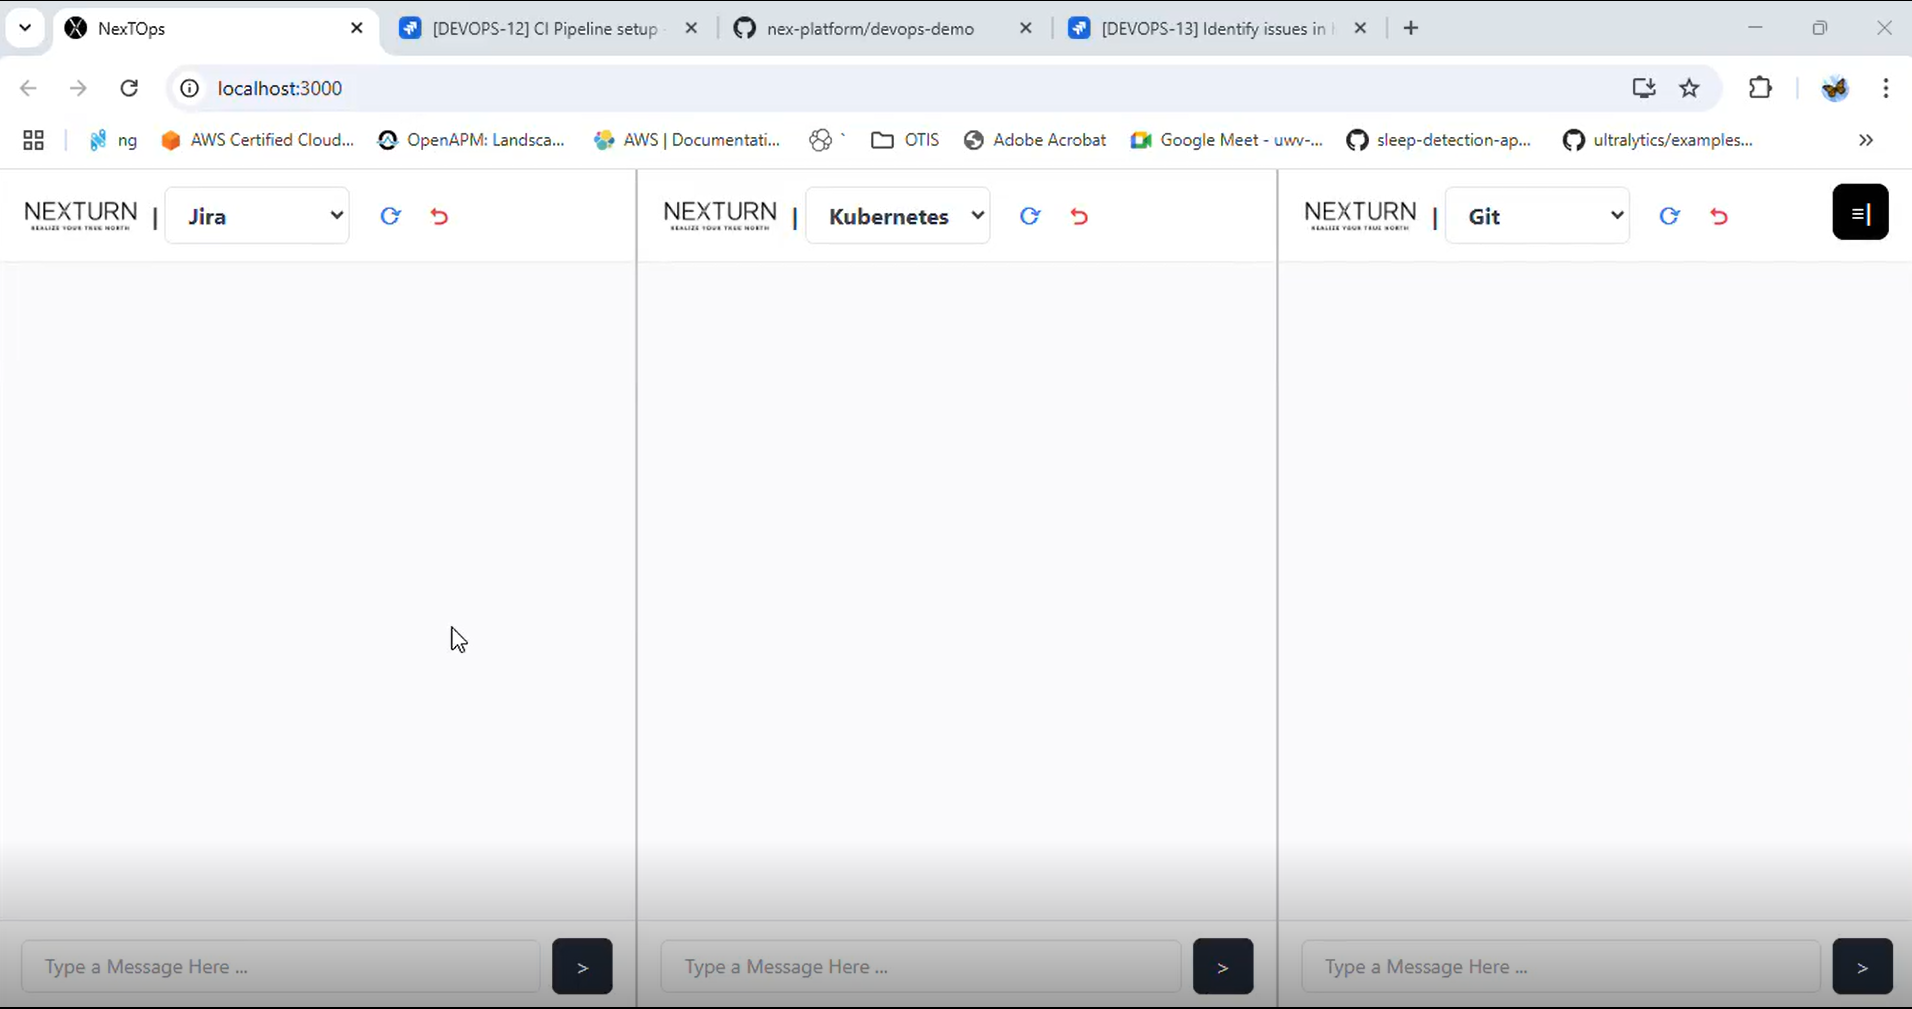 NexTOps
[DEVOPS-12] CI Pipeline setup
nex-platform/devops-demo
[DEVOPS-13] Identify issues in
localhost:3000
ng
AWS Certified Cloud...
OpenAPM: Landsca...
AWS | Documentati...
OTIS
Adobe Acrobat
Google Meet - uwv-...
sleep-detection-ap...
ultralytics/examples...
NEXTURN | Jira
REALIZE YOUR TRUE NORTH
NEXTURN | Kubernetes
REALIZE YOUR TRUE NORTH
NEXTURN | Git
REALIZE YOUR TRUE NORTH
Type a Message Here ...
>
Type a Message Here ...
>
Type a Message Here ...
>